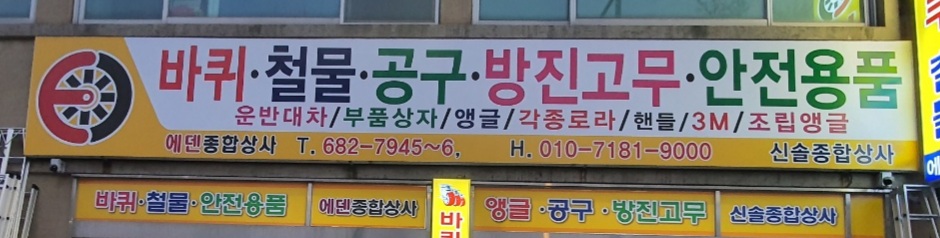 바퀴·철물·공구·방진고무·안전용품
운반대차/부품상자/앵글/각종로라/핸들/3M/조립앵글
에덴종합상사 T. 682-7945~6, H. 010-7181-9000 신솔종합상사
바퀴·철물·안전용품 에덴종합상사 앵글·공구·방진고무 신솔종합상사
바퀴